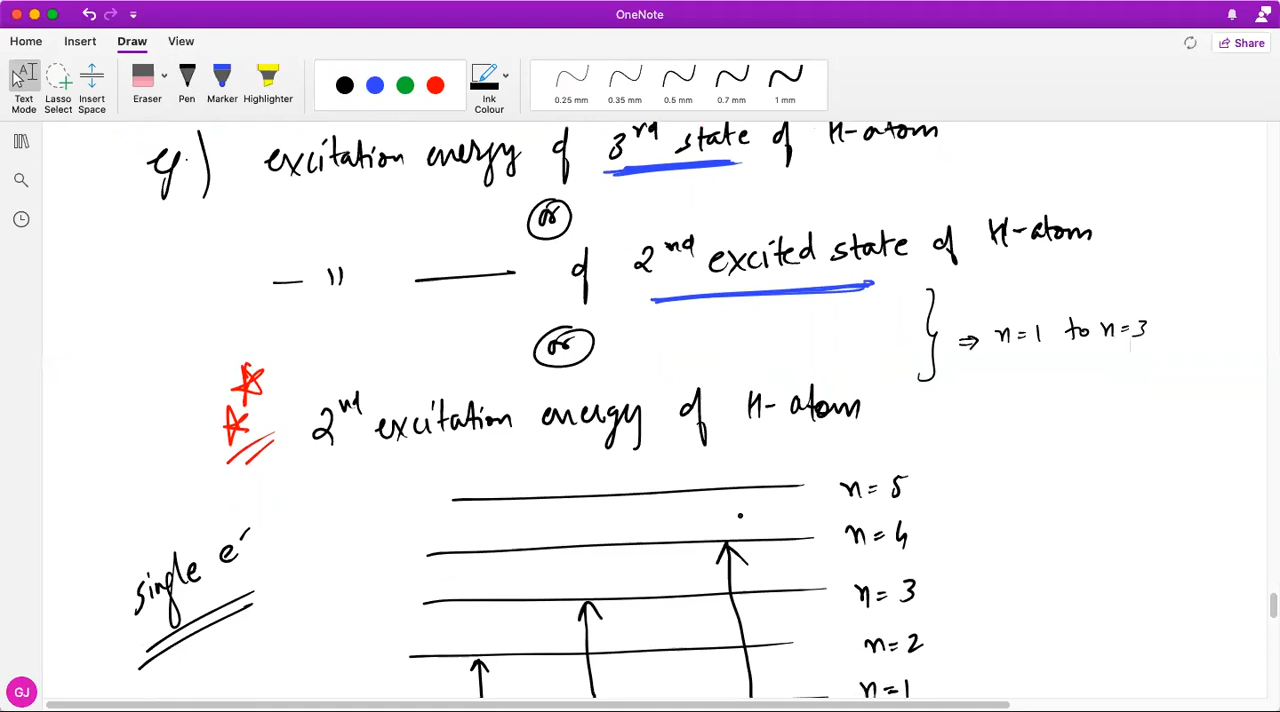 OneNote
Home Insert Draw View
Share
Text Mode
Lasso Select
Insert Space
Eraser
Pen
Marker
Highlighter
Ink Colour
0.25 mm 0.35 mm 0.5 mm 0.7 mm 1 mm
eg.) excitation energy of 3rd state of H-atom
or
— " —— of 2nd excited state of H-atom
or
} ⇒ n=1 to n=3
2nd excitation energy of H-atom
n=5
n=4
single e-
n=3
n=2
n=1
GJ